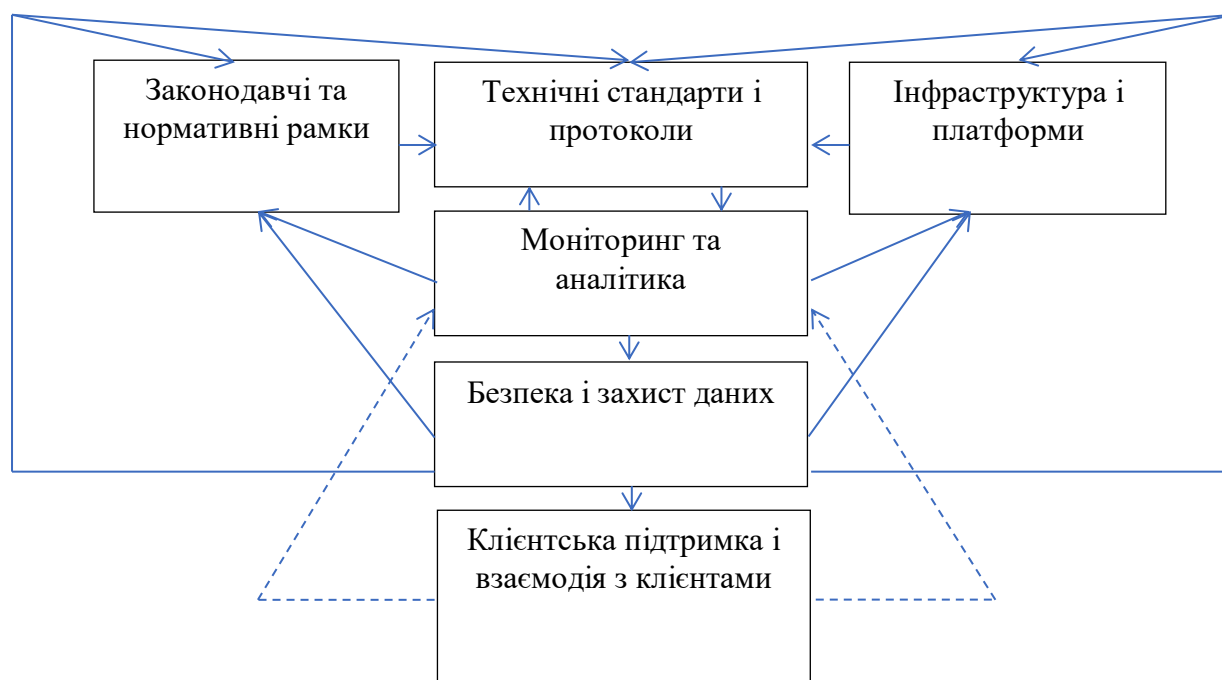 Законодавчі та
нормативні рамки
Технічні стандарти і
протоколи
Інфраструктура і
платформи
Моніторинг та
аналітика
Безпека і захист даних
Клієнтська підтримка і
взаємодія з клієнтами